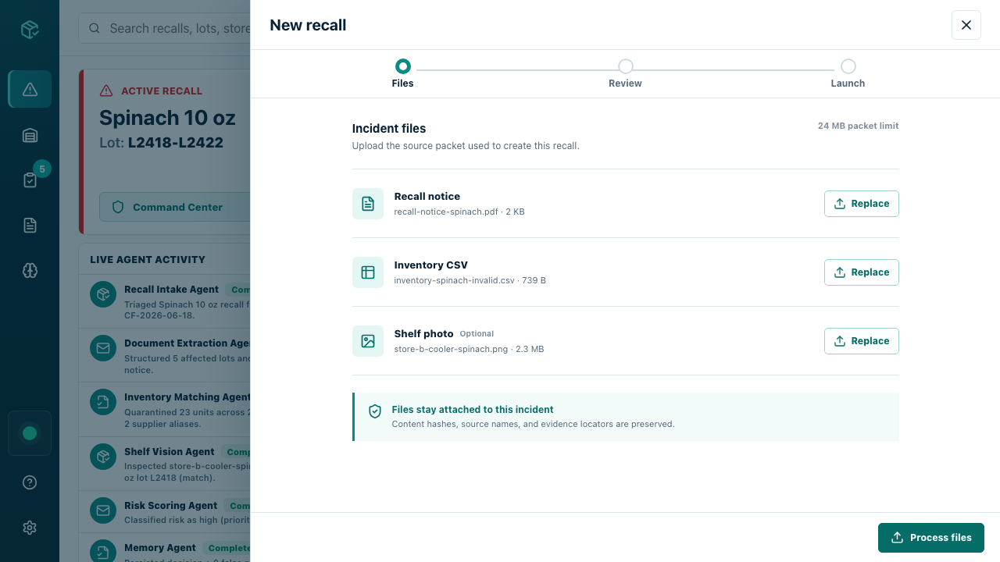 New recall
Search recalls, lots, store
Files
Review
Launch
ACTIVE RECALL
Spinach 10 oz
Lot: L2418-L2422
5
Command Center
Incident files
24 MB packet limit
Upload the source packet used to create this recall.
Recall notice
recall-notice-spinach.pdf · 2 KB
Replace
Inventory CSV
inventory-spinach-invalid.csv · 739 B
Replace
Shelf photo Optional
store-b-cooler-spinach.png · 2.3 MB
Replace
Files stay attached to this incident
Content hashes, source names, and evidence locators are preserved.
LIVE AGENT ACTIVITY
Recall Intake Agent Com
Triaged Spinach 10 oz recall f
CF-2026-06-18.
Document Extraction Age
Structured 5 affected lots and
notice.
Inventory Matching Agent
Quarantined 23 units across 2
2 supplier aliases.
Shelf Vision Agent Comp
Inspected store-b-cooler-spi
oz lot L2418 (match).
Risk Scoring Agent Com
Classified risk as high (priorit
Memory Agent Complete
Process files